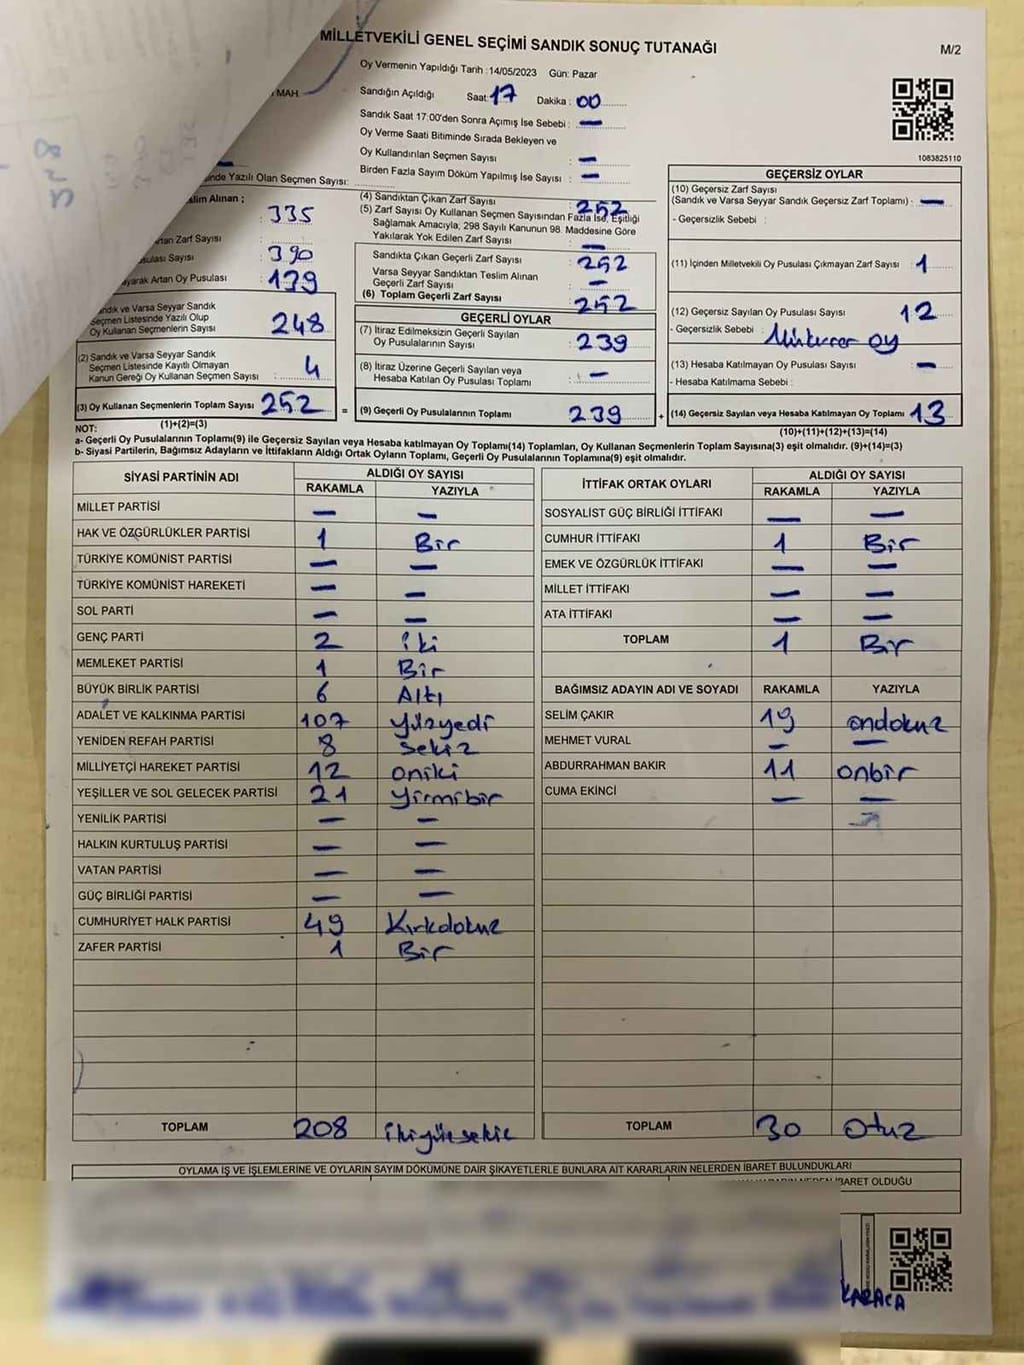 MİLLETVEKİLİ GENEL SEÇİMİ SANDIK SONUÇ TUTANAĞI
M/2
Oy Vermenin Yapıldığı Tarih :14/05/2023 Gün: Pazar
MAH.
Sandığın Açıldığı Saat: 17 Dakika : 00
Sandık Saat 17:00'den Sonra Açımış İse Sebebi : —
Oy Verme Saati Bitiminde Sırada Bekleyen ve
Oy Kullandırılan Seçmen Sayısı : —
Birden Fazla Sayım Döküm Yapılmış İse Sayısı : —
1083825110
Yazılı Olan Seçmen Sayısı:
Alınan ;
: 335
Zarf Sayısı
Sayısı : 390
Artan Oy Pusulası : 139
ve Varsa Seyyar Sandık
Seçmen Listesinde Yazılı Olup
Oy Kullanan Seçmenlerin Sayısı : 248
(2) Sandık ve Varsa Seyyar Sandık
Seçmen Listesinde Kayıtlı Olmayan
Kanun Gereği Oy Kullanan Seçmen Sayısı : 4
(3) Oy Kullanan Seçmenlerin Toplam Sayısı : 252
(1)+(2)=(3)
(4) Sandıktan Çıkan Zarf Sayısı : 252
(5) Zarf Sayısı Oy Kullanan Seçmen Sayısından Fazla İse, Eşitliği
Sağlamak Amacıyla; 298 Sayılı Kanunun 98. Maddesine Göre
Yakılarak Yok Edilen Zarf Sayısı : —
Sandıkta Çıkan Geçerli Zarf Sayısı : 252
Varsa Seyyar Sandıktan Teslim Alınan
Geçerli Zarf Sayısı : —
(6) Toplam Geçerli Zarf Sayısı : 252
GEÇERLİ OYLAR
(7) İtiraz Edilmeksizin Geçerli Sayılan
Oy Pusulalarının Sayısı : 239
(8) İtiraz Üzerine Geçerli Sayılan veya
Hesaba Katılan Oy Pusulası Toplamı : —
= (9) Geçerli Oy Pusulalarının Toplamı : 239
GEÇERSİZ OYLAR
(10) Geçersiz Zarf Sayısı
(Sandık ve Varsa Seyyar Sandık Geçersiz Zarf Toplamı) : —
- Geçersizlik Sebebi :
(11) İçinden Milletvekili Oy Pusulası Çıkmayan Zarf Sayısı : 1
(12) Geçersiz Sayılan Oy Pusulası Sayısı : 12
- Geçersizlik Sebebi : Mükerrer oy
(13) Hesaba Katılmayan Oy Pusulası Sayısı : —
- Hesaba Katılmama Sebebi :
+ (14) Geçersiz Sayılan veya Hesaba Katılmayan Oy Toplamı : 13
(10)+(11)+(12)+(13)=(14)
NOT:
a- Geçerli Oy Pusulalarının Toplamı(9) ile Geçersiz Sayılan veya Hesaba katılmayan Oy Toplamı(14) Toplamları, Oy Kullanan Seçmenlerin Toplam Sayısına(3) eşit olmalıdır. (9)+(14)=(3)
b- Siyasi Partilerin, Bağımsız Adayların ve İttifakların Aldığı Ortak Oyların Toplamı, Geçerli Oy Pusulalarının Toplamına(9) eşit olmalıdır.
SİYASİ PARTİNİN ADI ALDIĞI OY SAYISI
RAKAMLA YAZIYLA
MİLLET PARTİSİ — —
HAK VE ÖZGÜRLÜKLER PARTİSİ 1 Bir
TÜRKİYE KOMÜNİST PARTİSİ — —
TÜRKİYE KOMÜNİST HAREKETİ — —
SOL PARTİ — —
GENÇ PARTİ 2 iki
MEMLEKET PARTİSİ 1 Bir
BÜYÜK BİRLİK PARTİSİ 6 Altı
ADALET VE KALKINMA PARTİSİ 107 yüzyedi
YENİDEN REFAH PARTİSİ 8 Sekiz
MİLLİYETÇİ HAREKET PARTİSİ 12 oniki
YEŞİLLER VE SOL GELECEK PARTİSİ 21 yirmibir
YENİLİK PARTİSİ — —
HALKIN KURTULUŞ PARTİSİ — —
VATAN PARTİSİ — —
GÜÇ BİRLİĞİ PARTİSİ — —
CUMHURİYET HALK PARTİSİ 49 Kırkdokuz
ZAFER PARTİSİ 1 Bir
TOPLAM 208 ikiyüzsekiz
İTTİFAK ORTAK OYLARI ALDIĞI OY SAYISI
RAKAMLA YAZIYLA
SOSYALİST GÜÇ BİRLİĞİ İTTİFAKI — —
CUMHUR İTTİFAKI 1 Bir
EMEK VE ÖZGÜRLÜK İTTİFAKI — —
MİLLET İTTİFAKI — —
ATA İTTİFAKI — —
TOPLAM 1 Bir
BAĞIMSIZ ADAYIN ADI VE SOYADI RAKAMLA YAZIYLA
SELİM ÇAKIR 19 ondokuz
MEHMET VURAL — —
ABDURRAHMAN BAKIR 11 onbir
CUMA EKİNCİ — —
TOPLAM 30 Otuz
OYLAMA İŞ VE İŞLEMLERİNE VE OYLARIN SAYIM DÖKÜMÜNE DAİR ŞİKAYETLERLE BUNLARA AİT KARARLARIN NELERDEN İBARET BULUNDUKLARI
İBARET OLDUĞU
KARACA